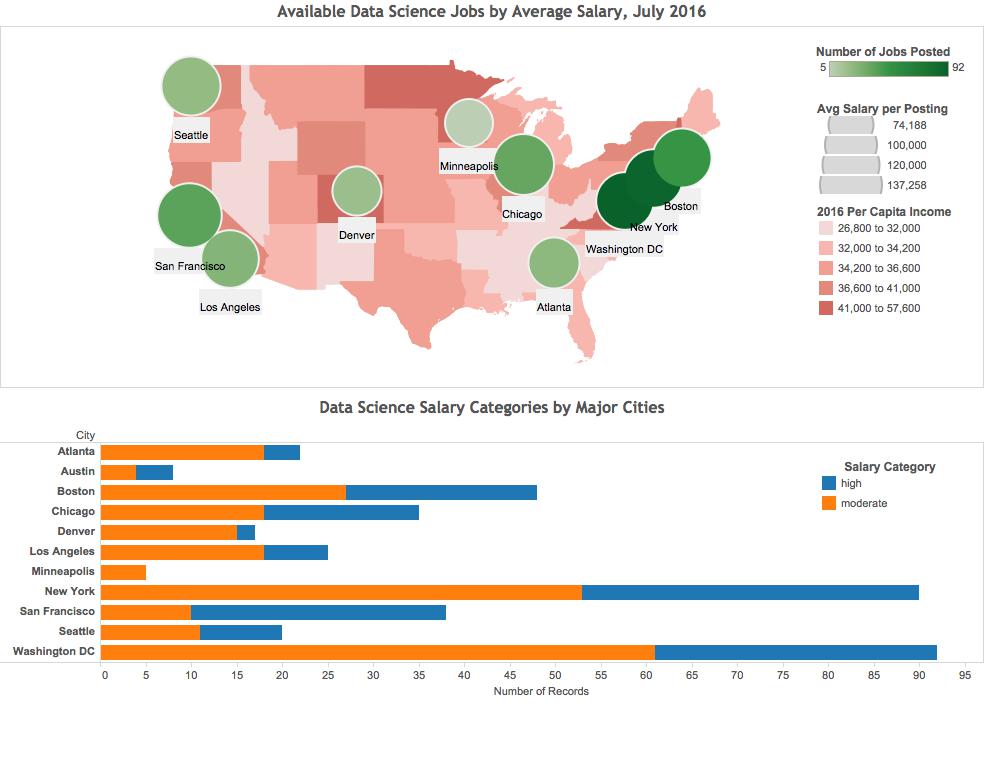 Available Data Science Jobs by Average Salary, July 2016
Number of Jobs Posted
5 92
Avg Salary per Posting
74,188
100,000
120,000
137,258
2016 Per Capita Income
26,800 to 32,000
32,000 to 34,200
34,200 to 36,600
36,600 to 41,000
41,000 to 57,600
Seattle
Minneapolis
Chicago
Boston
New York
Washington DC
Denver
San Francisco
Los Angeles
Atlanta
Data Science Salary Categories by Major Cities
City
Atlanta
Austin
Boston
Chicago
Denver
Los Angeles
Minneapolis
New York
San Francisco
Seattle
Washington DC
Salary Category
high
moderate
0 5 10 15 20 25 30 35 40 45 50 55 60 65 70 75 80 85 90 95
Number of Records